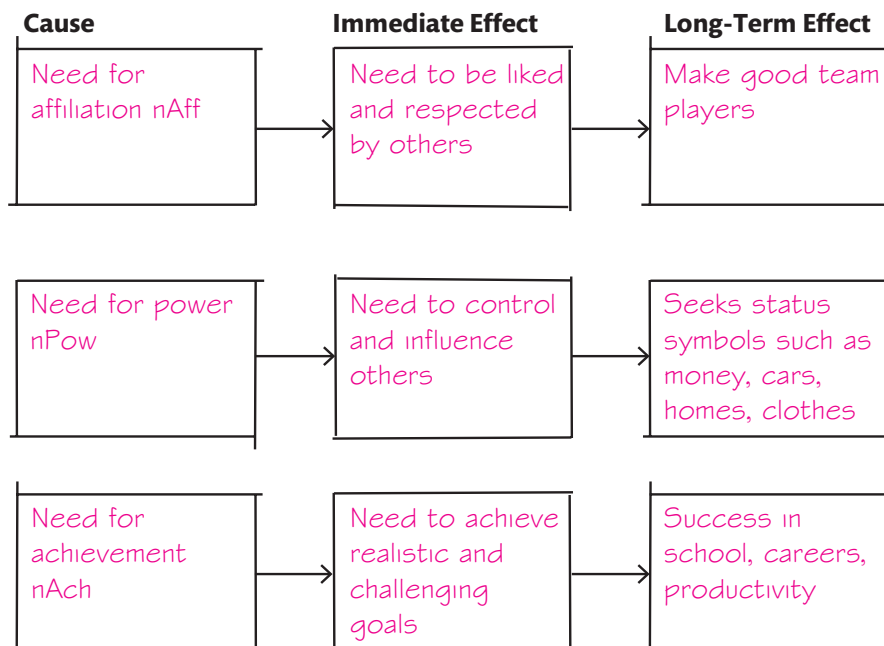 Cause
Immediate Effect
Long-Term Effect
Need for
affiliation nAff
Need to be liked
and respected
by others
Make good team
players
Need for power
nPow
Need to control
and influence
others
Seeks status
symbols such as
money, cars,
homes, clothes
Need for
achievement
nAch
Need to achieve
realistic and
challenging
goals
Success in
school, careers,
productivity